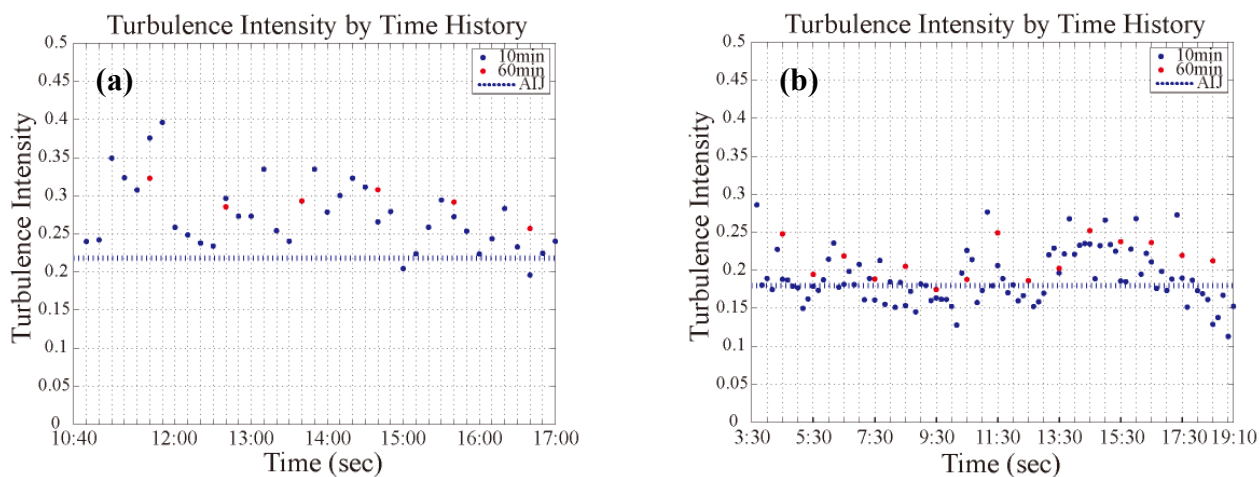 Turbulence Intensity by Time History
(a)
10min
60min
AIJ
Turbulence Intensity
0.5
0.45
0.4
0.35
0.3
0.25
0.2
0.15
0.1
0.05
0
10:40 12:00 13:00 14:00 15:00 16:00 17:00
Time (sec)
Turbulence Intensity by Time History
(b)
10min
60min
AIJ
Turbulence Intensity
0.5
0.45
0.4
0.35
0.3
0.25
0.2
0.15
0.1
0.05
0
3:30 5:30 7:30 9:30 11:30 13:30 15:30 17:30 19:10
Time (sec)